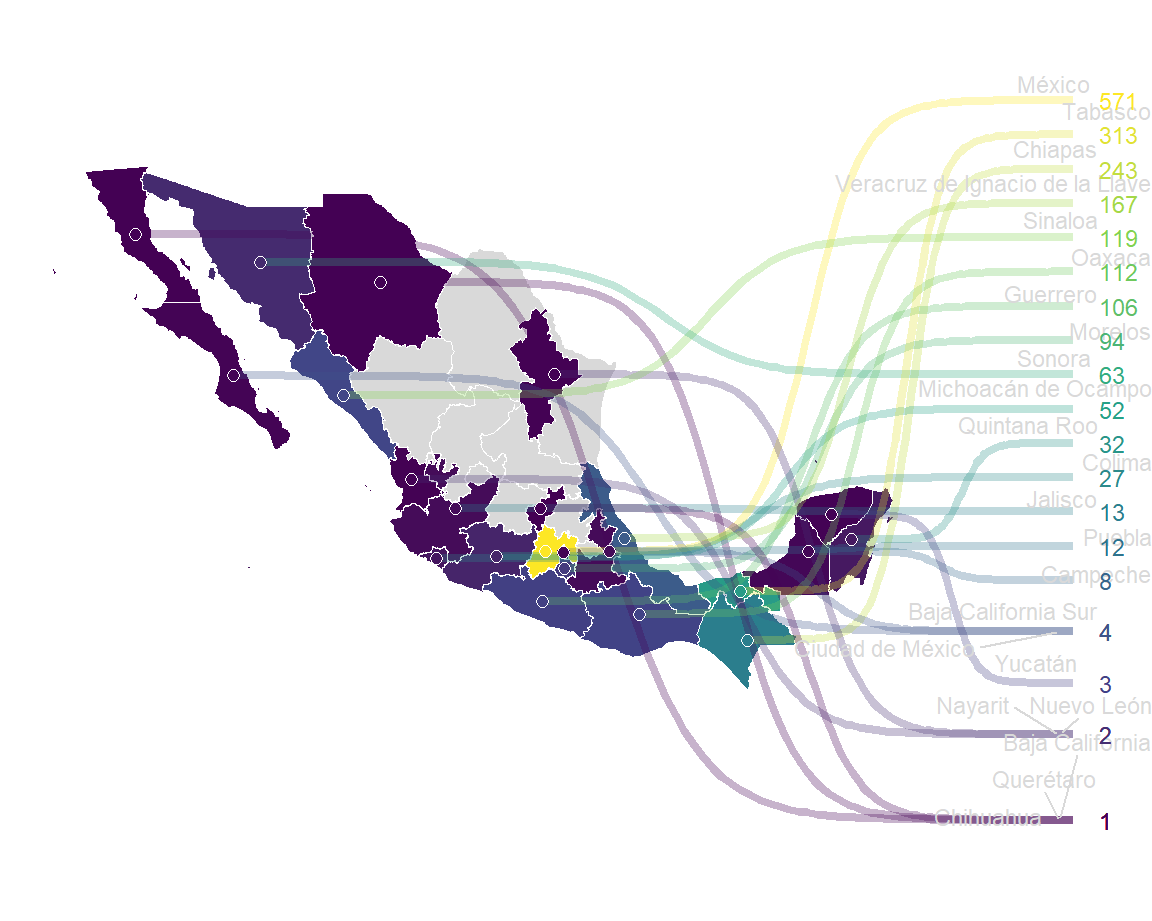 México
571
Tabasco
313
Chiapas
243
Veracruz de Ignacio de la Llave
167
Sinaloa
119
Oaxaca
112
Guerrero
106
Morelos
94
Sonora
63
Michoacán de Ocampo
52
Quintana Roo
32
Colima
27
Jalisco
13
Puebla
12
Campeche
8
Baja California Sur
4
Ciudad de México
Yucatán
3
Nayarit Nuevo León
2
Baja California
Querétaro
Chihuahua 1